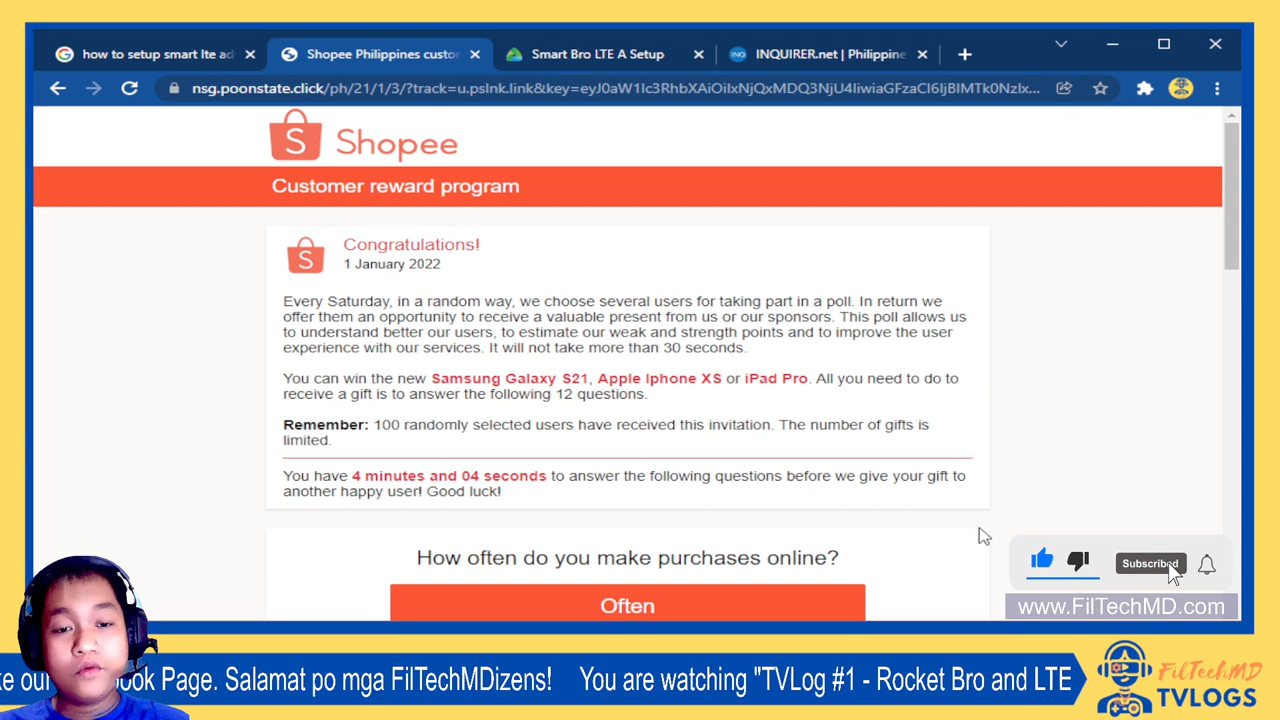 how to setup smart lte ad
Shopee Philippines custo
Smart Bro LTE A Setup
INQUIRER.net | Philippine
nsg.poonstate.click/ph/21/1/3/?track=u.pslnk.link&key=eyJ0aW1lc3RhbXAiOiIxNjQxMDQ3NjU4IiwiaGFzaCI6IjBlMTk0NzIx...
Shopee
Customer reward program
Congratulations!
1 January 2022
Every Saturday, in a random way, we choose several users for taking part in a poll. In return we
offer them an opportunity to receive a valuable present from us or our sponsors. This poll allows us
to understand better our users, to estimate our weak and strength points and to improve the user
experience with our services. It will not take more than 30 seconds.
You can win the new Samsung Galaxy S21, Apple Iphone XS or iPad Pro. All you need to do to
receive a gift is to answer the following 12 questions.
Remember: 100 randomly selected users have received this invitation. The number of gifts is
limited.
You have 4 minutes and 04 seconds to answer the following questions before we give your gift to
another happy user! Good luck!
How often do you make purchases online?
Often
Subscribed
www.FilTechMD.com
ke our book Page. Salamat po mga FilTechMDizens! You are watching "TVLog #1 - Rocket Bro and LTE
FilTechMD
TVLOGS